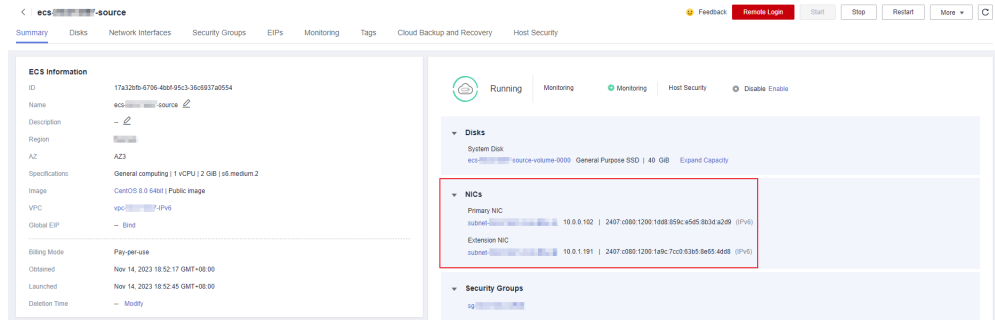 ecs- -source
Feedback
Remote Login
Start
Stop
Restart
More
C
Summary Disks Network Interfaces Security Groups EIPs Monitoring Tags Cloud Backup and Recovery Host Security
ECS Information
ID 17a32bfb-6706-4bbf-95c3-36c6937a0554
Name ecs- -source
Description --
Region
AZ AZ3
Specifications General computing | 1 vCPU | 2 GiB | s6.medium.2
Image CentOS 8.0 64bit | Public image
VPC vpc- -IPv6
Global EIP -- Bind
Billing Mode Pay-per-use
Obtained Nov 14, 2023 18:52:17 GMT+08:00
Launched Nov 14, 2023 18:52:45 GMT+08:00
Deletion Time -- Modify
Running Monitoring Monitoring Host Security Disable Enable
Disks
System Disk
ecs- -source-volume-0000 General Purpose SSD | 40 GiB Expand Capacity
NICs
Primary NIC
subnet- 10.0.0.102 | 2407:c080:1200:1dd8:859c:e5d5:8b3d:a2d9 (IPv6)
Extension NIC
subnet- 10.0.1.191 | 2407:c080:1200:1a9c:7cc0:63b5:8e65:4dd8 (IPv6)
Security Groups
sg-